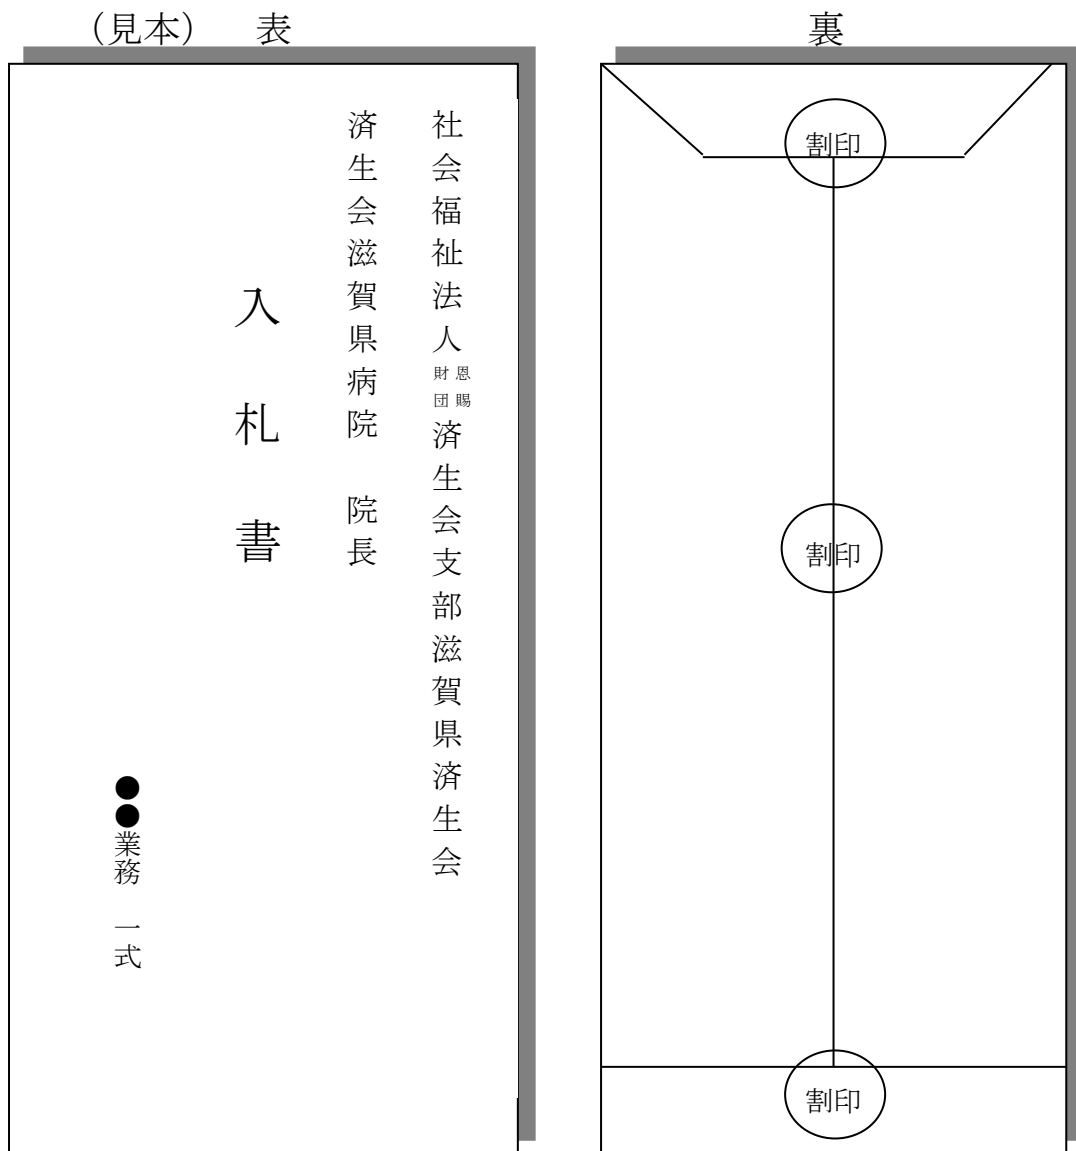 （見本）　表
社会福祉法人恩賜財団済生会支部滋賀県済生会
済生会滋賀県病院　院長
入札書
●●業務　一式
裏
割印
割印
割印